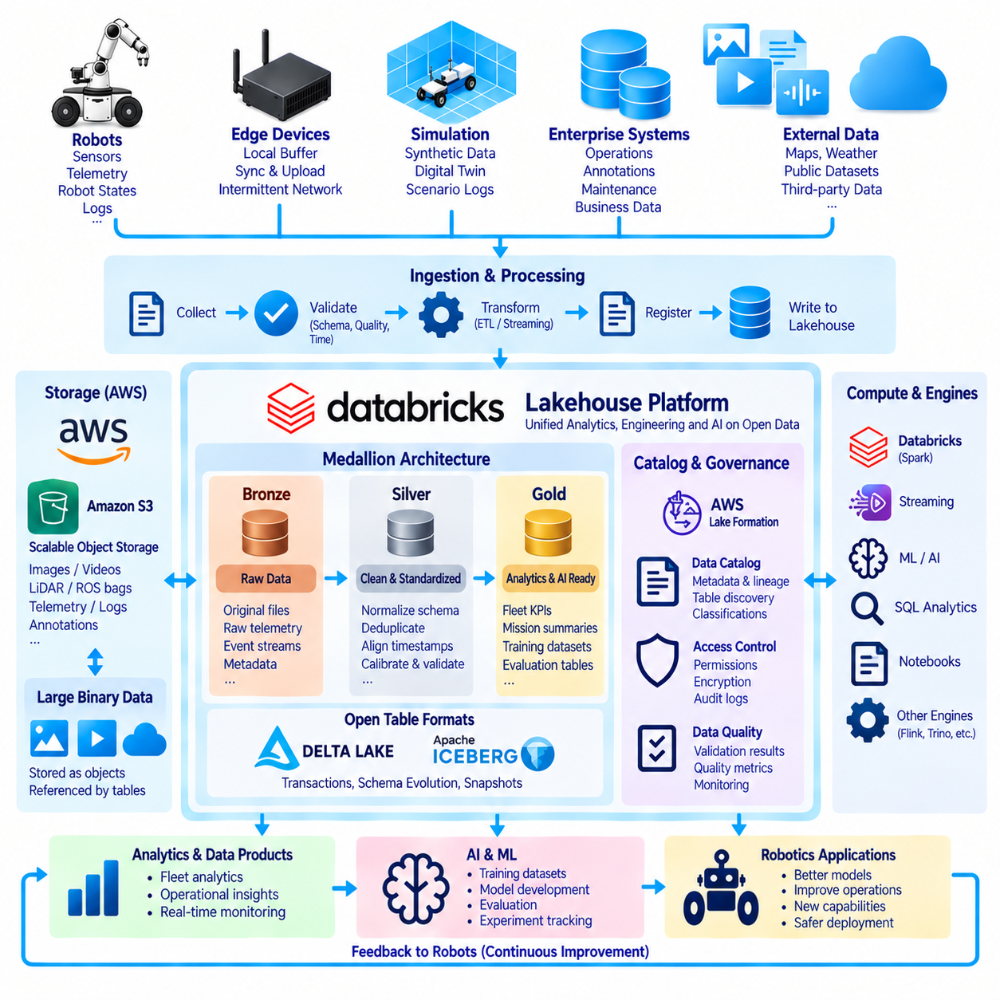 Robots
Sensors
Telemetry
Robot States
Logs
...
Edge Devices
Local Buffer
Sync & Upload
Intermittent Network
Simulation
Synthetic Data
Digital Twin
Scenario Logs
Enterprise Systems
Operations
Annotations
Maintenance
Business Data
External Data
Maps, Weather
Public Datasets
Third-party Data
...
Ingestion & Processing
Collect
Validate
(Schema, Quality,
Time)
Transform
(ETL / Streaming)
Register
Write to
Lakehouse
Storage (AWS)
aws
Amazon S3
Scalable Object Storage
Images / Videos
LiDAR / ROS bags
Telemetry / Logs
Annotations
...
Large Binary Data
Stored as objects
Referenced by tables
databricks
Lakehouse Platform
Unified Analytics, Engineering and AI on Open Data
Medallion Architecture
Bronze
Raw Data
Original files
Raw telemetry
Event streams
Metadata
...
Silver
Clean & Standardized
Normalize schema
Deduplicate
Align timestamps
Calibrate & validate
...
Gold
Analytics & AI Ready
Fleet KPIs
Mission summaries
Training datasets
Evaluation tables
...
Open Table Formats
DELTA LAKE
Apache
ICEBERG
Transactions, Schema Evolution, Snapshots
Catalog & Governance
AWS
Lake Formation
Data Catalog
Metadata & lineage
Table discovery
Classifications
Access Control
Permissions
Encryption
Audit logs
Data Quality
Validation results
Quality metrics
Monitoring
Compute & Engines
Databricks
(Spark)
Streaming
ML / AI
SQL Analytics
Notebooks
Other Engines
(Flink, Trino, etc.)
Analytics & Data Products
• Fleet analytics
• Operational insights
• Real-time monitoring
AI & ML
• Training datasets
• Model development
• Evaluation
• Experiment tracking
Robotics Applications
• Better models
• Improve operations
• New capabilities
• Safer deployment
Feedback to Robots (Continuous Improvement)